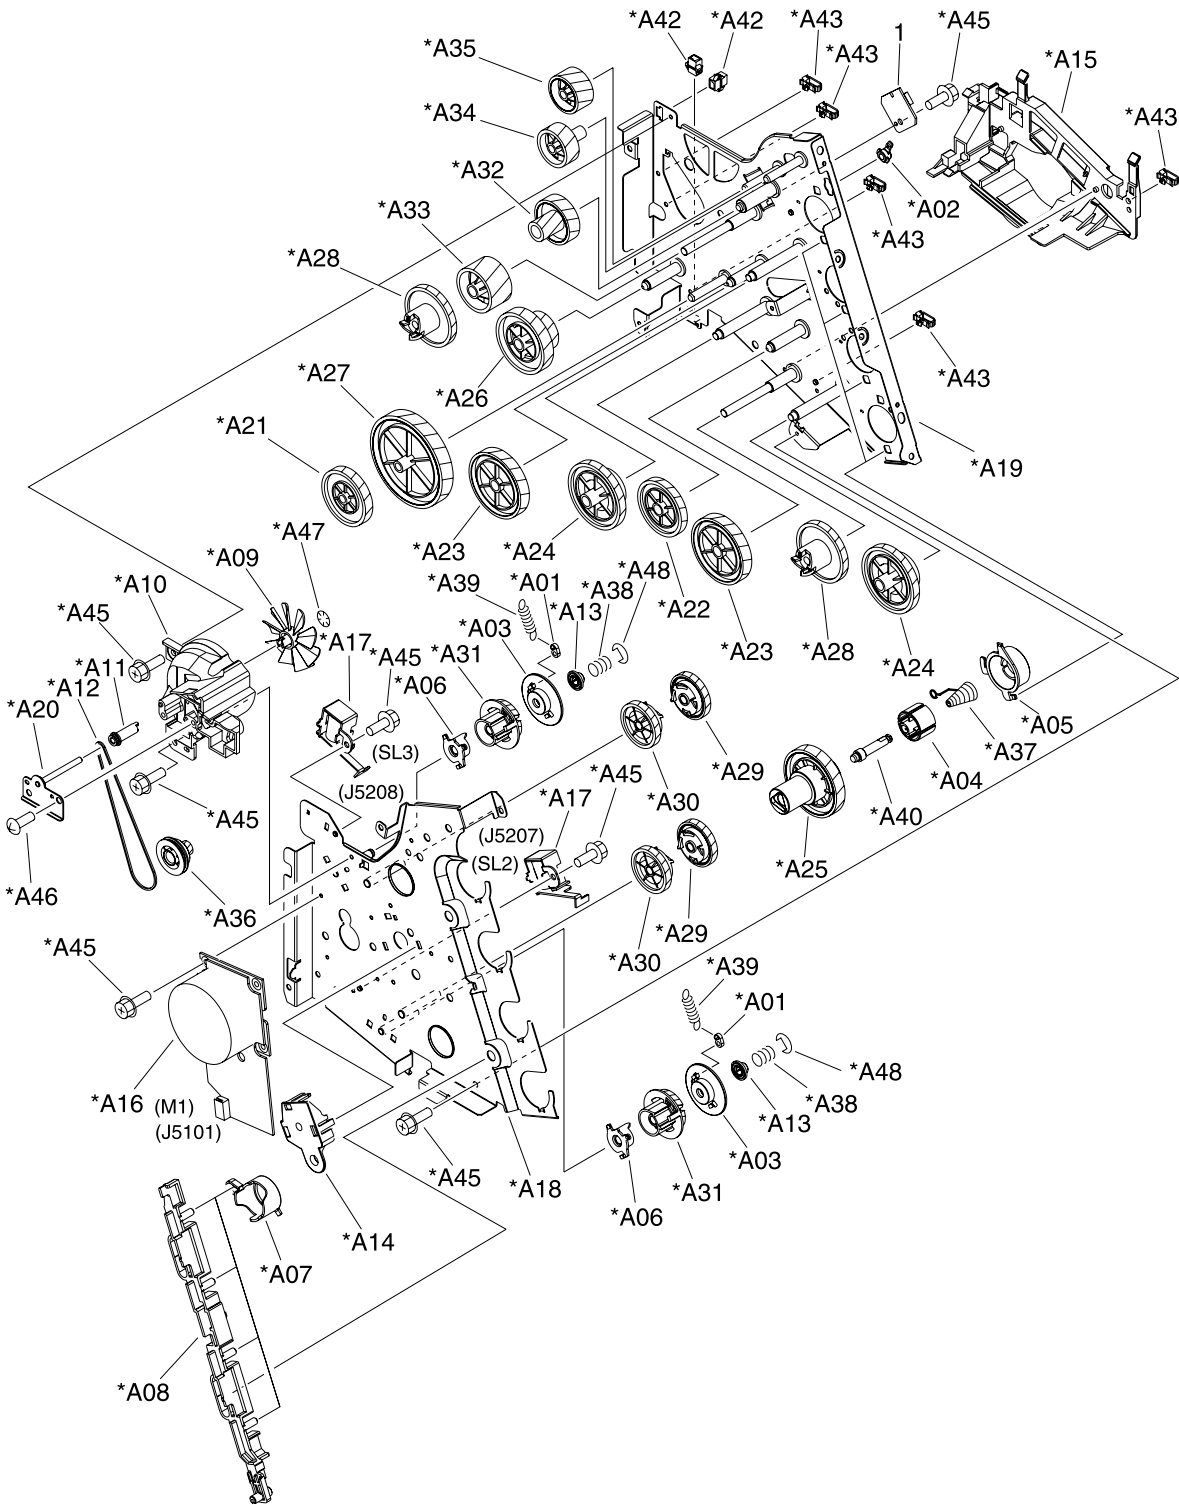 *A42
*A42
*A43
1
*A45
*A35
*A43
*A15
*A34
*A43
*A32
*A33
*A02
*A28
*A43
*A27
*A26
*A43
*A21
*A19
*A47
*A09
*A23
*A24
*A48
*A10
*A39
*A01
*A38
*A22
*A45
*A13
*A17
*A03
*A23
*A28
*A11
*A45
*A31
*A24
*A12
*A06
*A20
*A05
(SL3)
*A37
*A29
*A04
(J5208)
*A45
*A30
*A40
*A17
*A45
(J5207)
*A46
(SL2)
*A25
*A36
*A29
*A45
*A30
*A39
*A01
*A48
*A16
(M1)
*A38
(J5101)
*A13
*A03
*A45
*A18
*A31
*A06
*A14
*A07
*A08